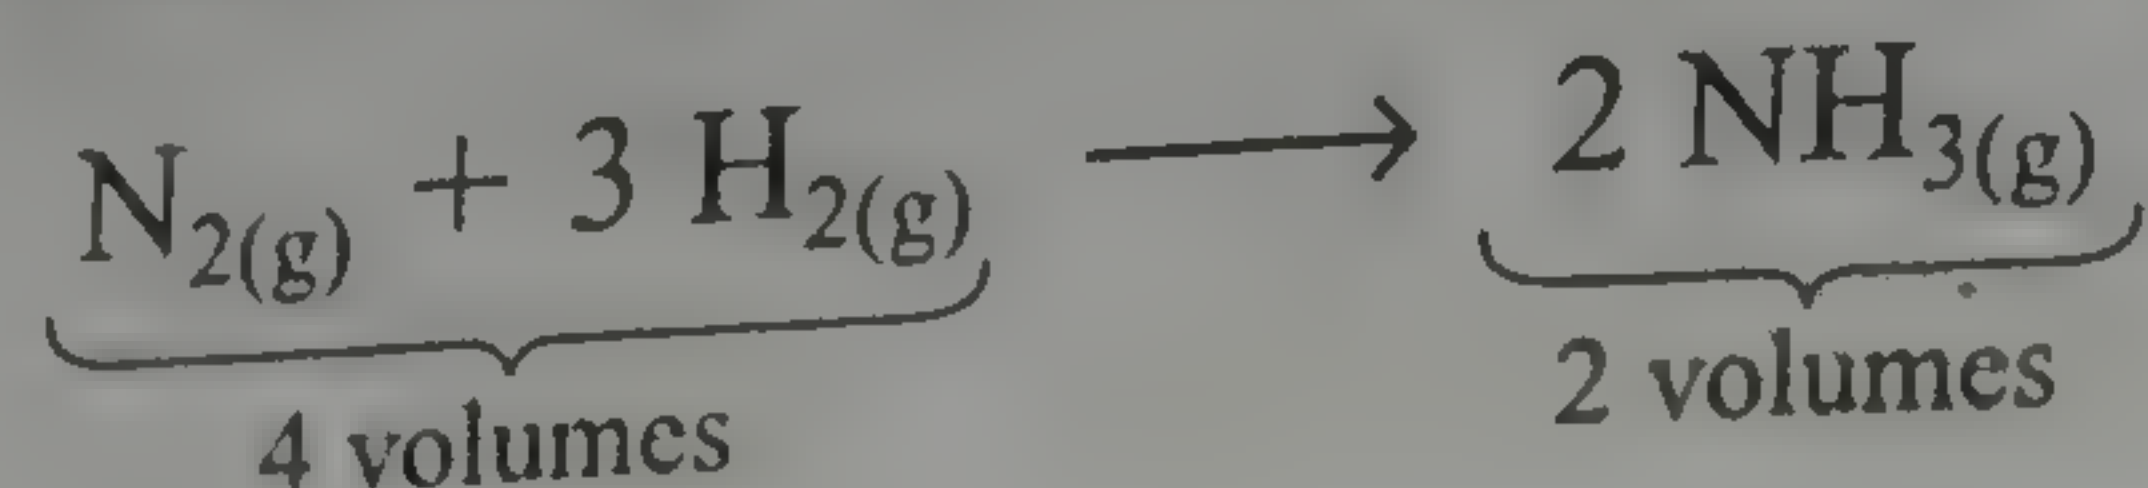 N₂(g) + 3 H₂(g) ⟶ 2 NH₃(g)
4 volumes 2 volumes